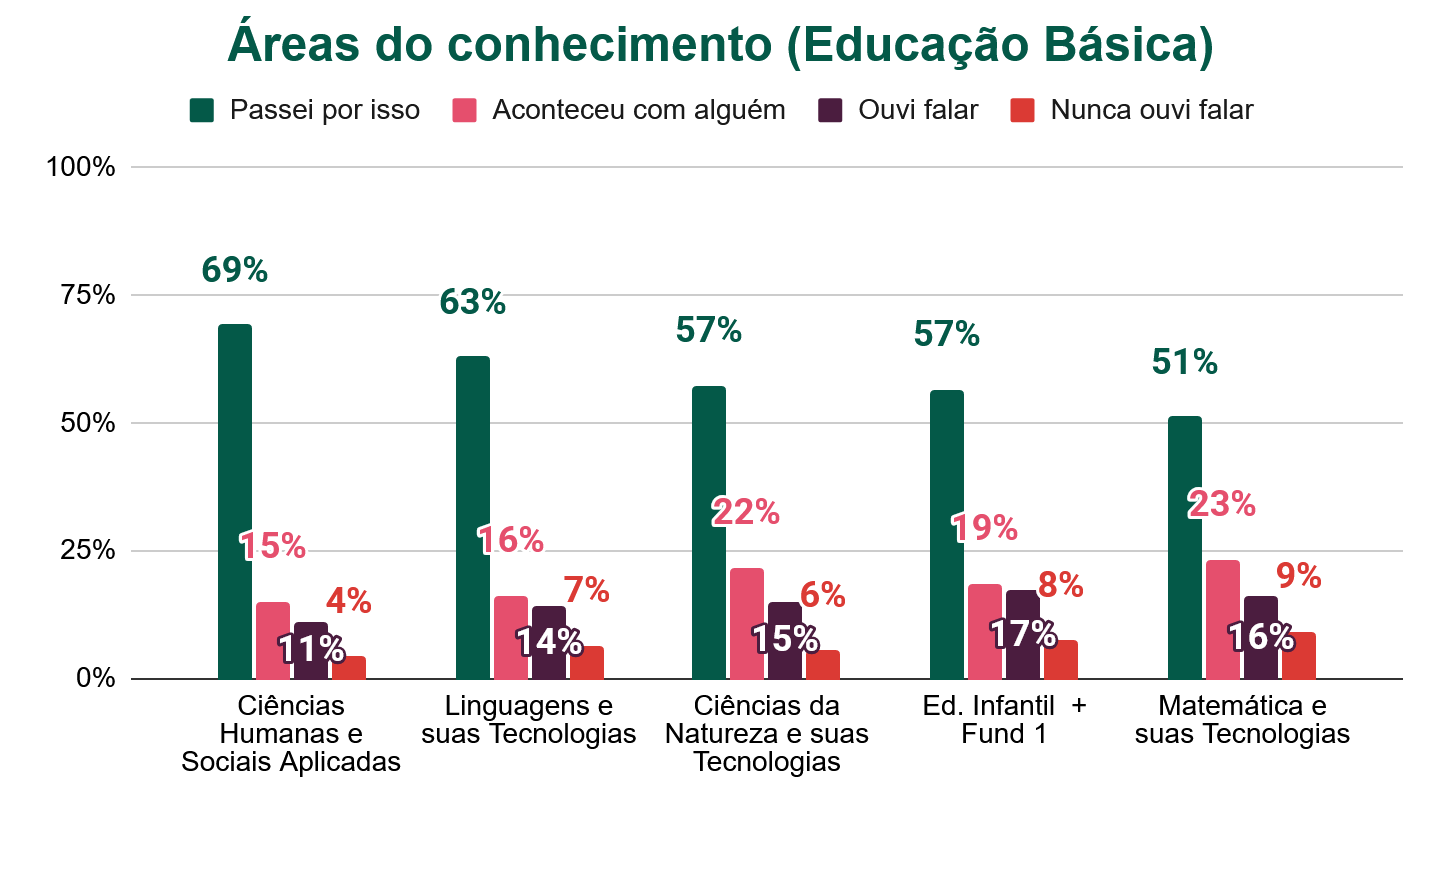 Áreas do conhecimento (Educação Básica)
Passei por isso Aconteceu com alguém Ouvi falar Nunca ouvi falar
100%
75%
50%
25%
0%
69%
15%
11%
4%
63%
16%
14%
7%
57%
22%
15%
6%
57%
19%
17%
8%
51%
23%
16%
9%
Ciências
Humanas e
Sociais Aplicadas
Linguagens e
suas Tecnologias
Ciências da
Natureza e suas
Tecnologias
Ed. Infantil +
Fund 1
Matemática e
suas Tecnologias